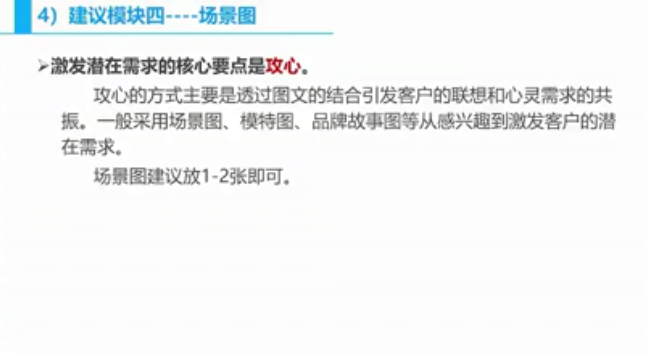 4）建议模块四----场景图
➢激发潜在需求的核心要点是攻心。
攻心的方式主要是透过图文的结合引发客户的联想和心灵需求的共
振。一般采用场景图、模特图、品牌故事图等从感兴趣到激发客户的潜
在需求。
场景图建议放1-2张即可。